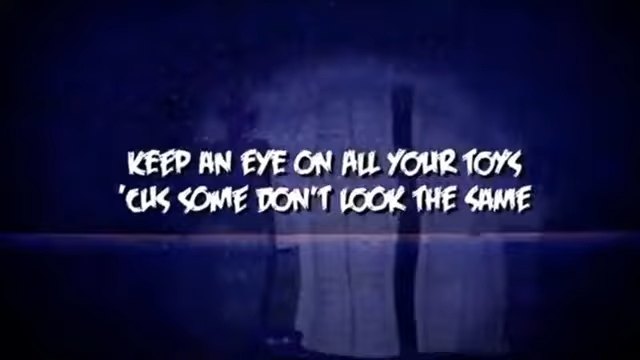 KEEP AN EYE ON ALL YOUR TOYS
'CUS SOME DON'T LOOK THE SAME